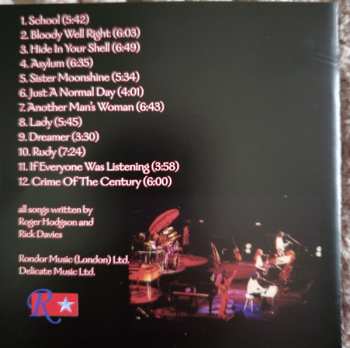 1. School (5:42)
2. Bloody Well Right (6:03)
3. Hide In Your Shell (6:49)
4. Asylum (6:35)
5. Sister Moonshine (5:34)
6. Just A Normal Day (4:01)
7. Another Man's Woman (6:43)
8. Lady (5:45)
9. Dreamer (3:30)
10. Rudy (7:24)
11. If Everyone Was Listening (3:58)
12. Crime Of The Century (6:00)
all songs written by
Roger Hodgson and
Rick Davies
Rondor Music (London) Ltd.
Delicate Music Ltd.
R